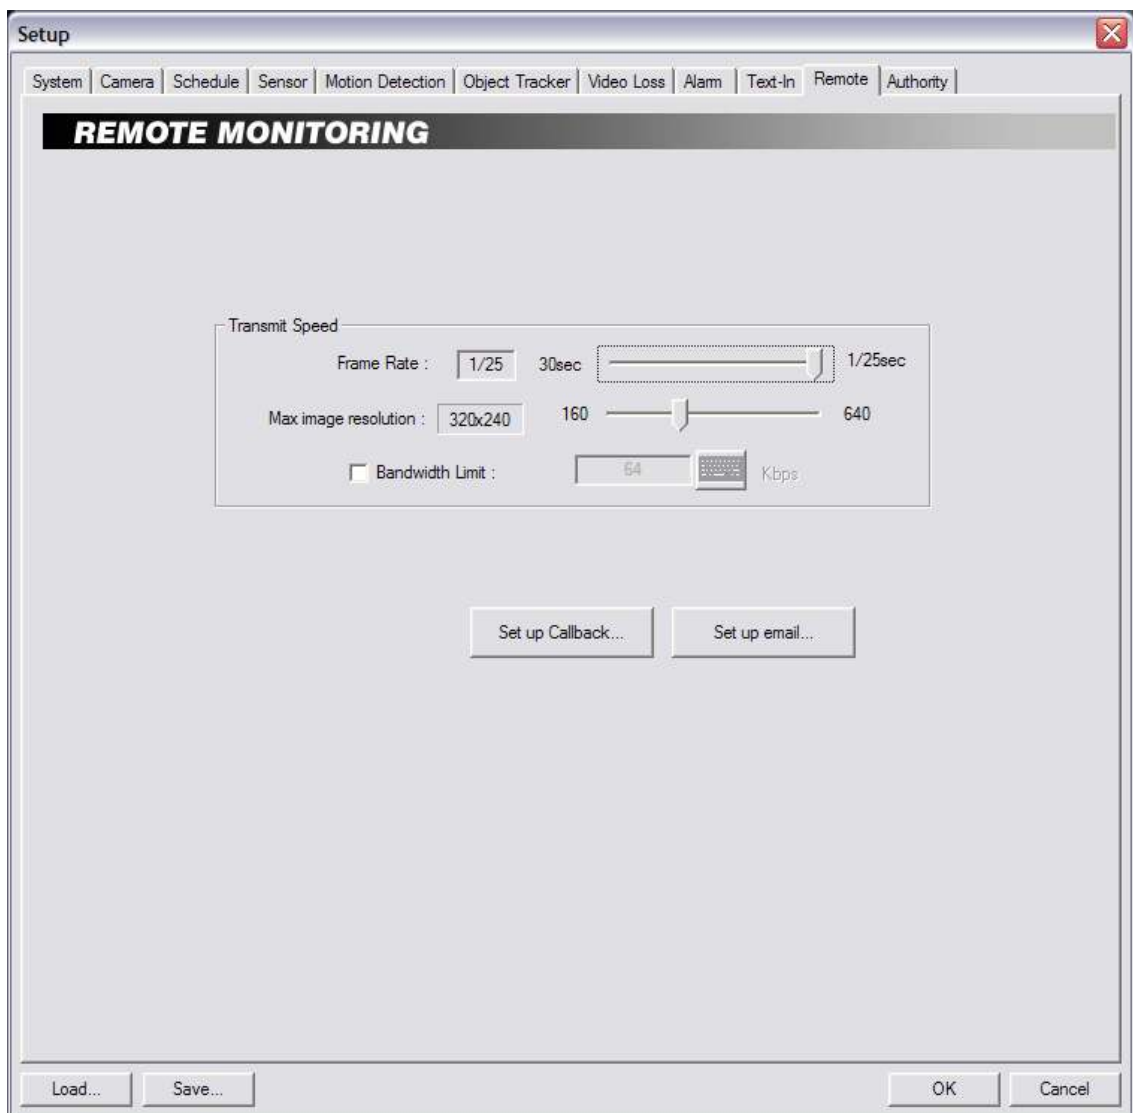 Setup
System Camera Schedule Sensor Motion Detection Object Tracker Video Loss Alarm Text-In Remote Authority
REMOTE MONITORING
Transmit Speed
Frame Rate : 1/25 30sec 1/25sec
Max image resolution : 320x240 160 640
Bandwidth Limit : 64 Kbps
Set up Callback... Set up email...
Load... Save... OK Cancel